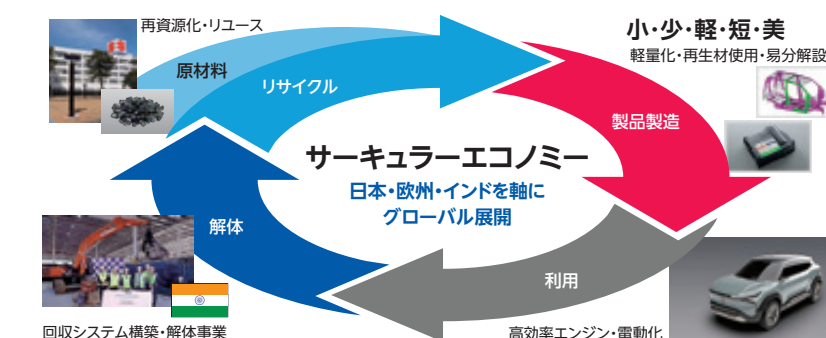 再資源化・リユース
原材料
リサイクル
小・少・軽・短・美
軽量化・再生材使用・易分解設
製品製造
サーキュラーエコノミー
日本・欧州・インドを軸に
グローバル展開
解体
利用
回収システム構築・解体事業
高効率エンジン・電動化